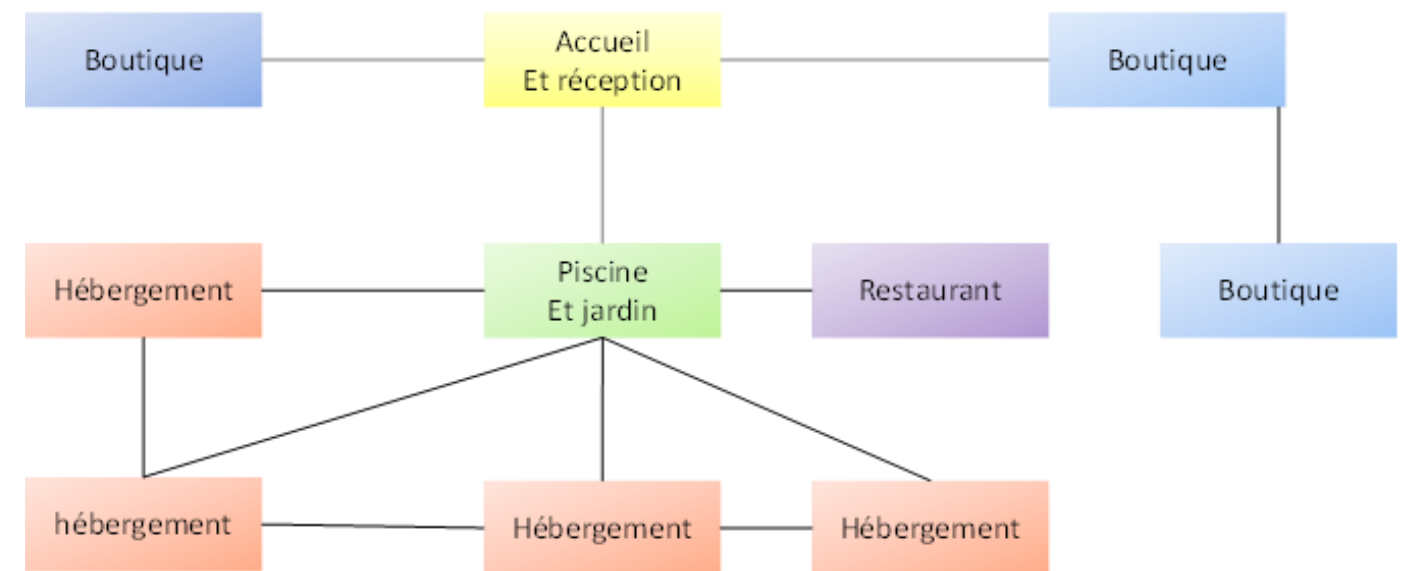 Boutique
Accueil
Et réception
Boutique
Hébergement
Piscine
Et jardin
Restaurant
Boutique
hébergement
Hébergement
Hébergement